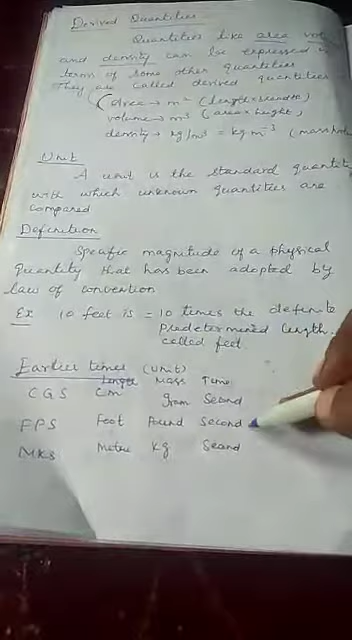 Derived Quantities
Quantities like area volu
and density can be expressed in
term of some other quantities
They are called derived quantities
(area → m² (length × breadth)
volume → m³ (area × height)
density → kg/m³ = kg m⁻³ (mass/volu
Unit
A unit is the standard quantity
with which unknown quantities are
compared
Definition
Specific magnitude of a physical
quantity that has been adopted by
law of convention
Ex 10 feet is = 10 times the definite
predetermined length
called feet.
Earlier times (Unit)
Length Mass Time
CGS Cm gram Second
FPS Foot Pound Second
MKS Metre Kg Second